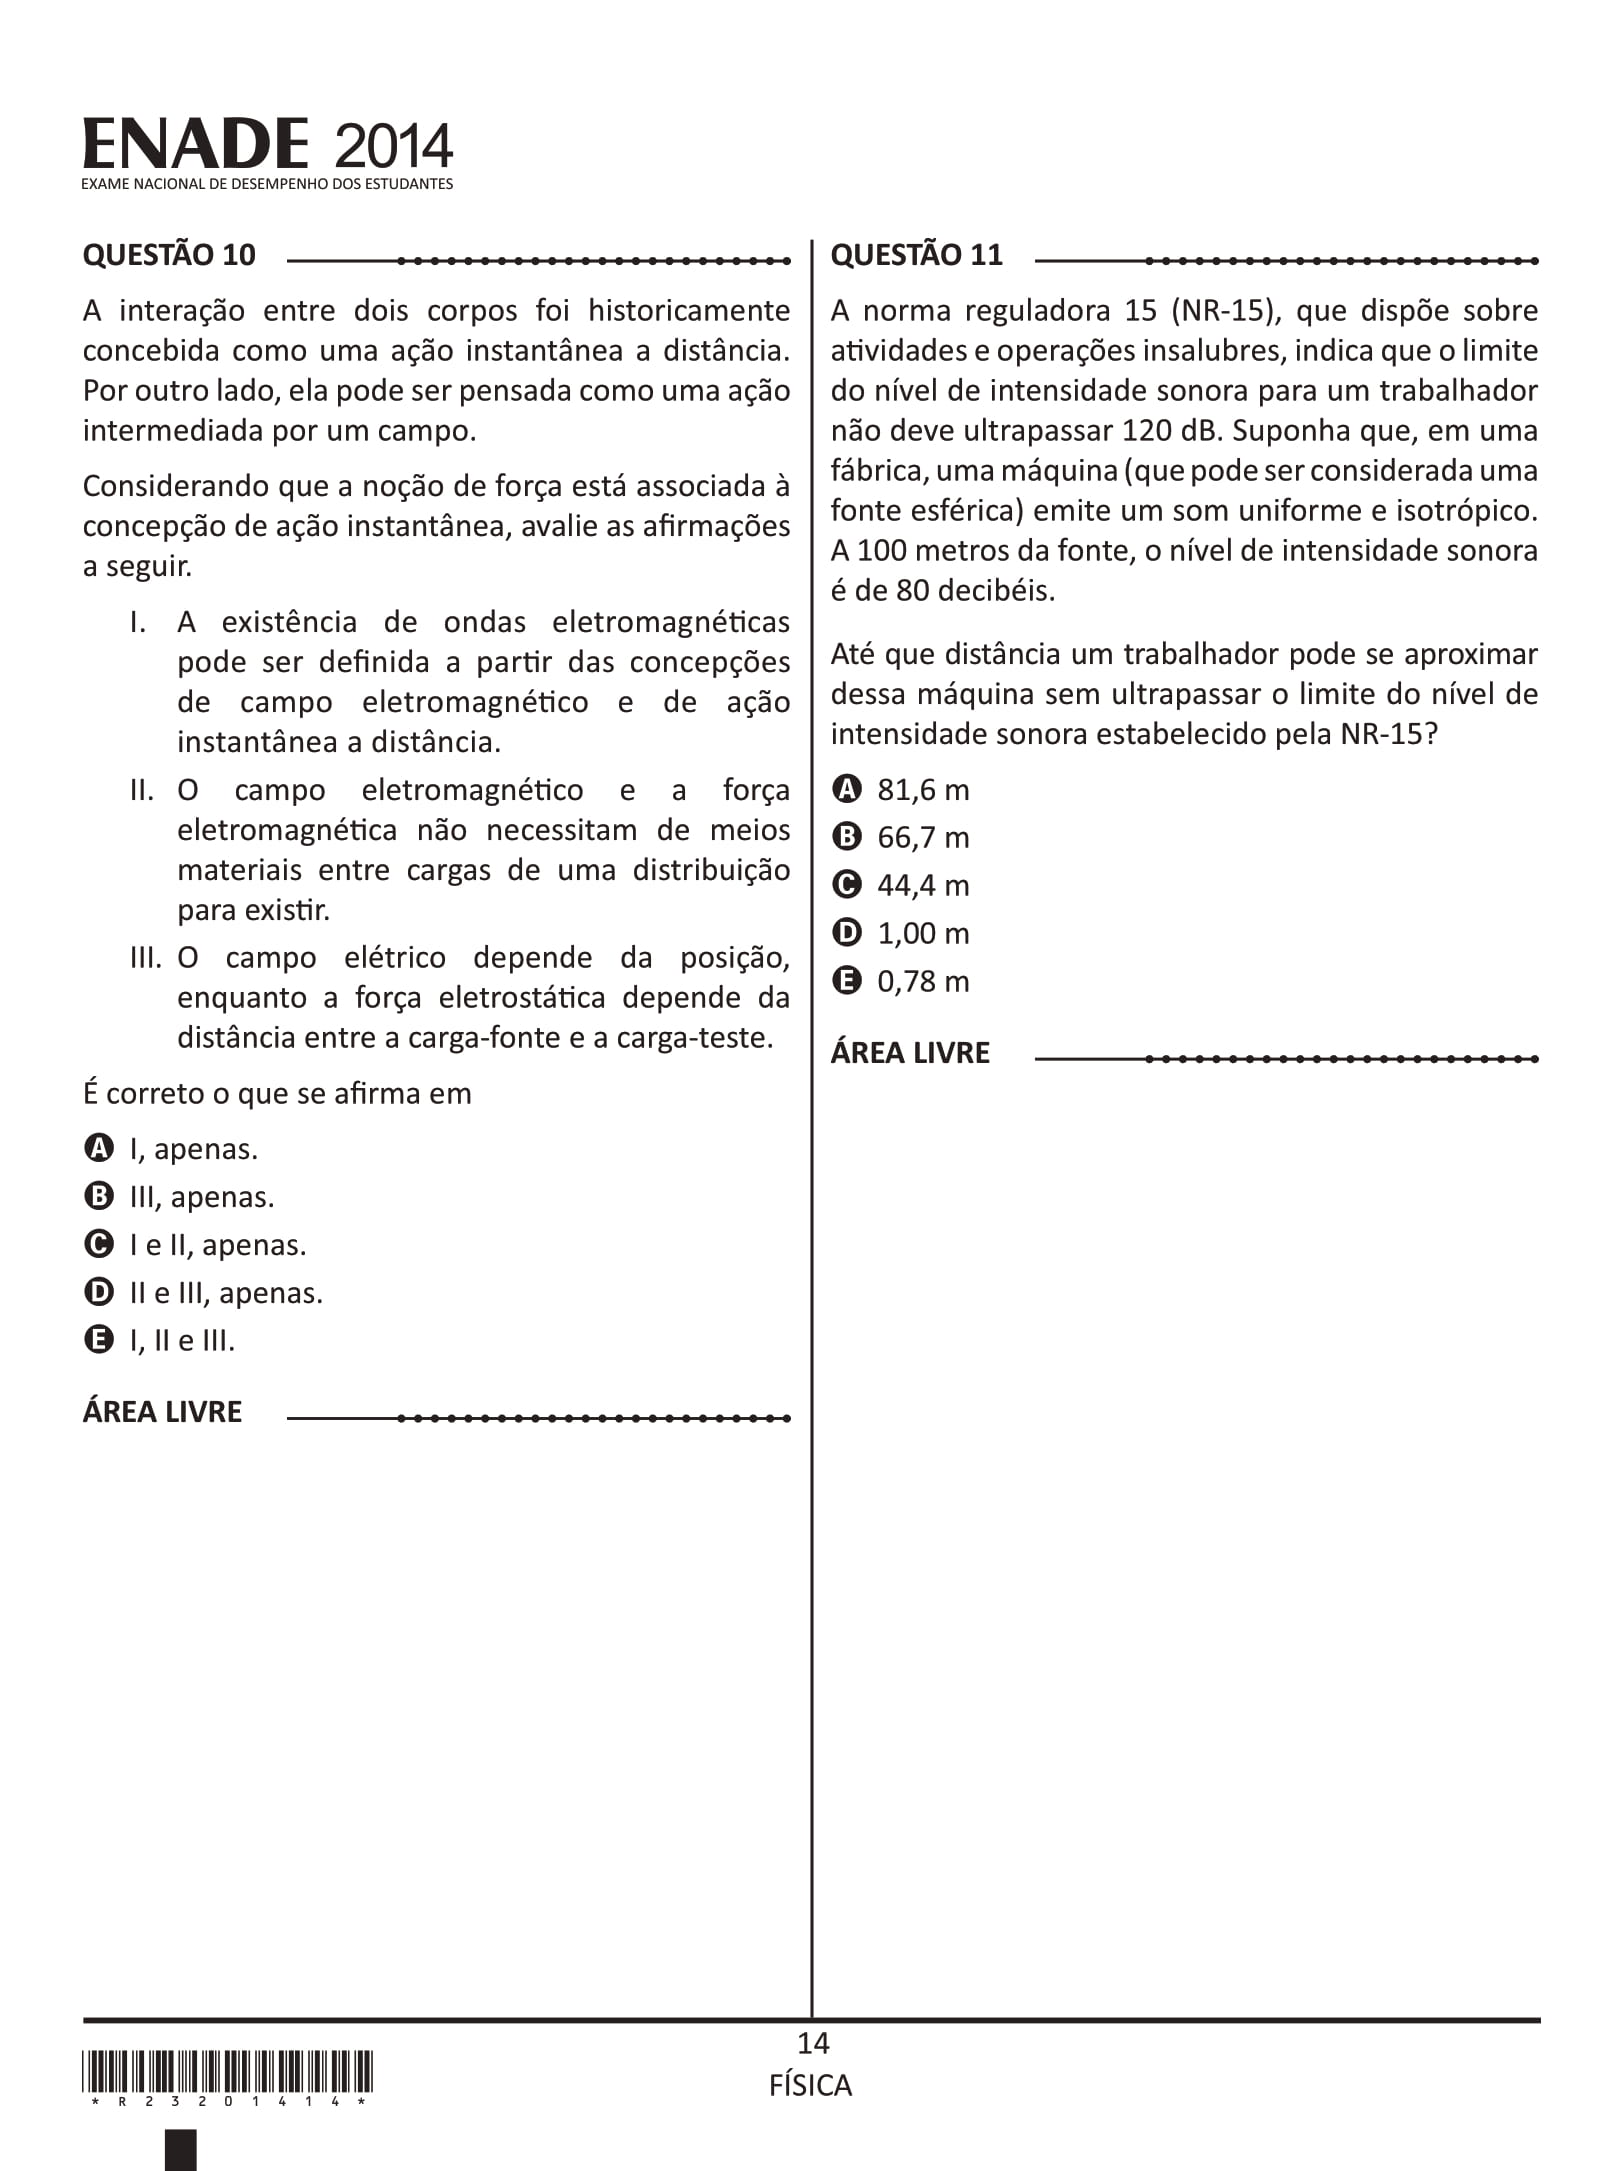 ENADE 2014
EXAME NACIONAL DE DESEMPENHO DOS ESTUDANTES
QUESTÃO 10
A interação entre dois corpos foi historicamente
concebida como uma ação instantânea a distância.
Por outro lado, ela pode ser pensada como uma ação
intermediada por um campo.
Considerando que a noção de força está associada à
concepção de ação instantânea, avalie as afirmações
a seguir.
I. A existência de ondas eletromagnéticas
pode ser definida a partir das concepções
de campo eletromagnético e de ação
instantânea a distância.
II. O campo eletromagnético e a força
eletromagnética não necessitam de meios
materiais entre cargas de uma distribuição
para existir.
III. O campo elétrico depende da posição,
enquanto a força eletrostática depende da
distância entre a carga-fonte e a carga-teste.
É correto o que se afirma em
A I, apenas.
B III, apenas.
C I e II, apenas.
D II e III, apenas.
E I, II e III.
ÁREA LIVRE
QUESTÃO 11
A norma reguladora 15 (NR-15), que dispõe sobre
atividades e operações insalubres, indica que o limite
do nível de intensidade sonora para um trabalhador
não deve ultrapassar 120 dB. Suponha que, em uma
fábrica, uma máquina (que pode ser considerada uma
fonte esférica) emite um som uniforme e isotrópico.
A 100 metros da fonte, o nível de intensidade sonora
é de 80 decibéis.
Até que distância um trabalhador pode se aproximar
dessa máquina sem ultrapassar o limite do nível de
intensidade sonora estabelecido pela NR-15?
A 81,6 m
B 66,7 m
C 44,4 m
D 1,00 m
E 0,78 m
ÁREA LIVRE
14
FÍSICA
* R 2 3 2 0 1 4 1 4 *